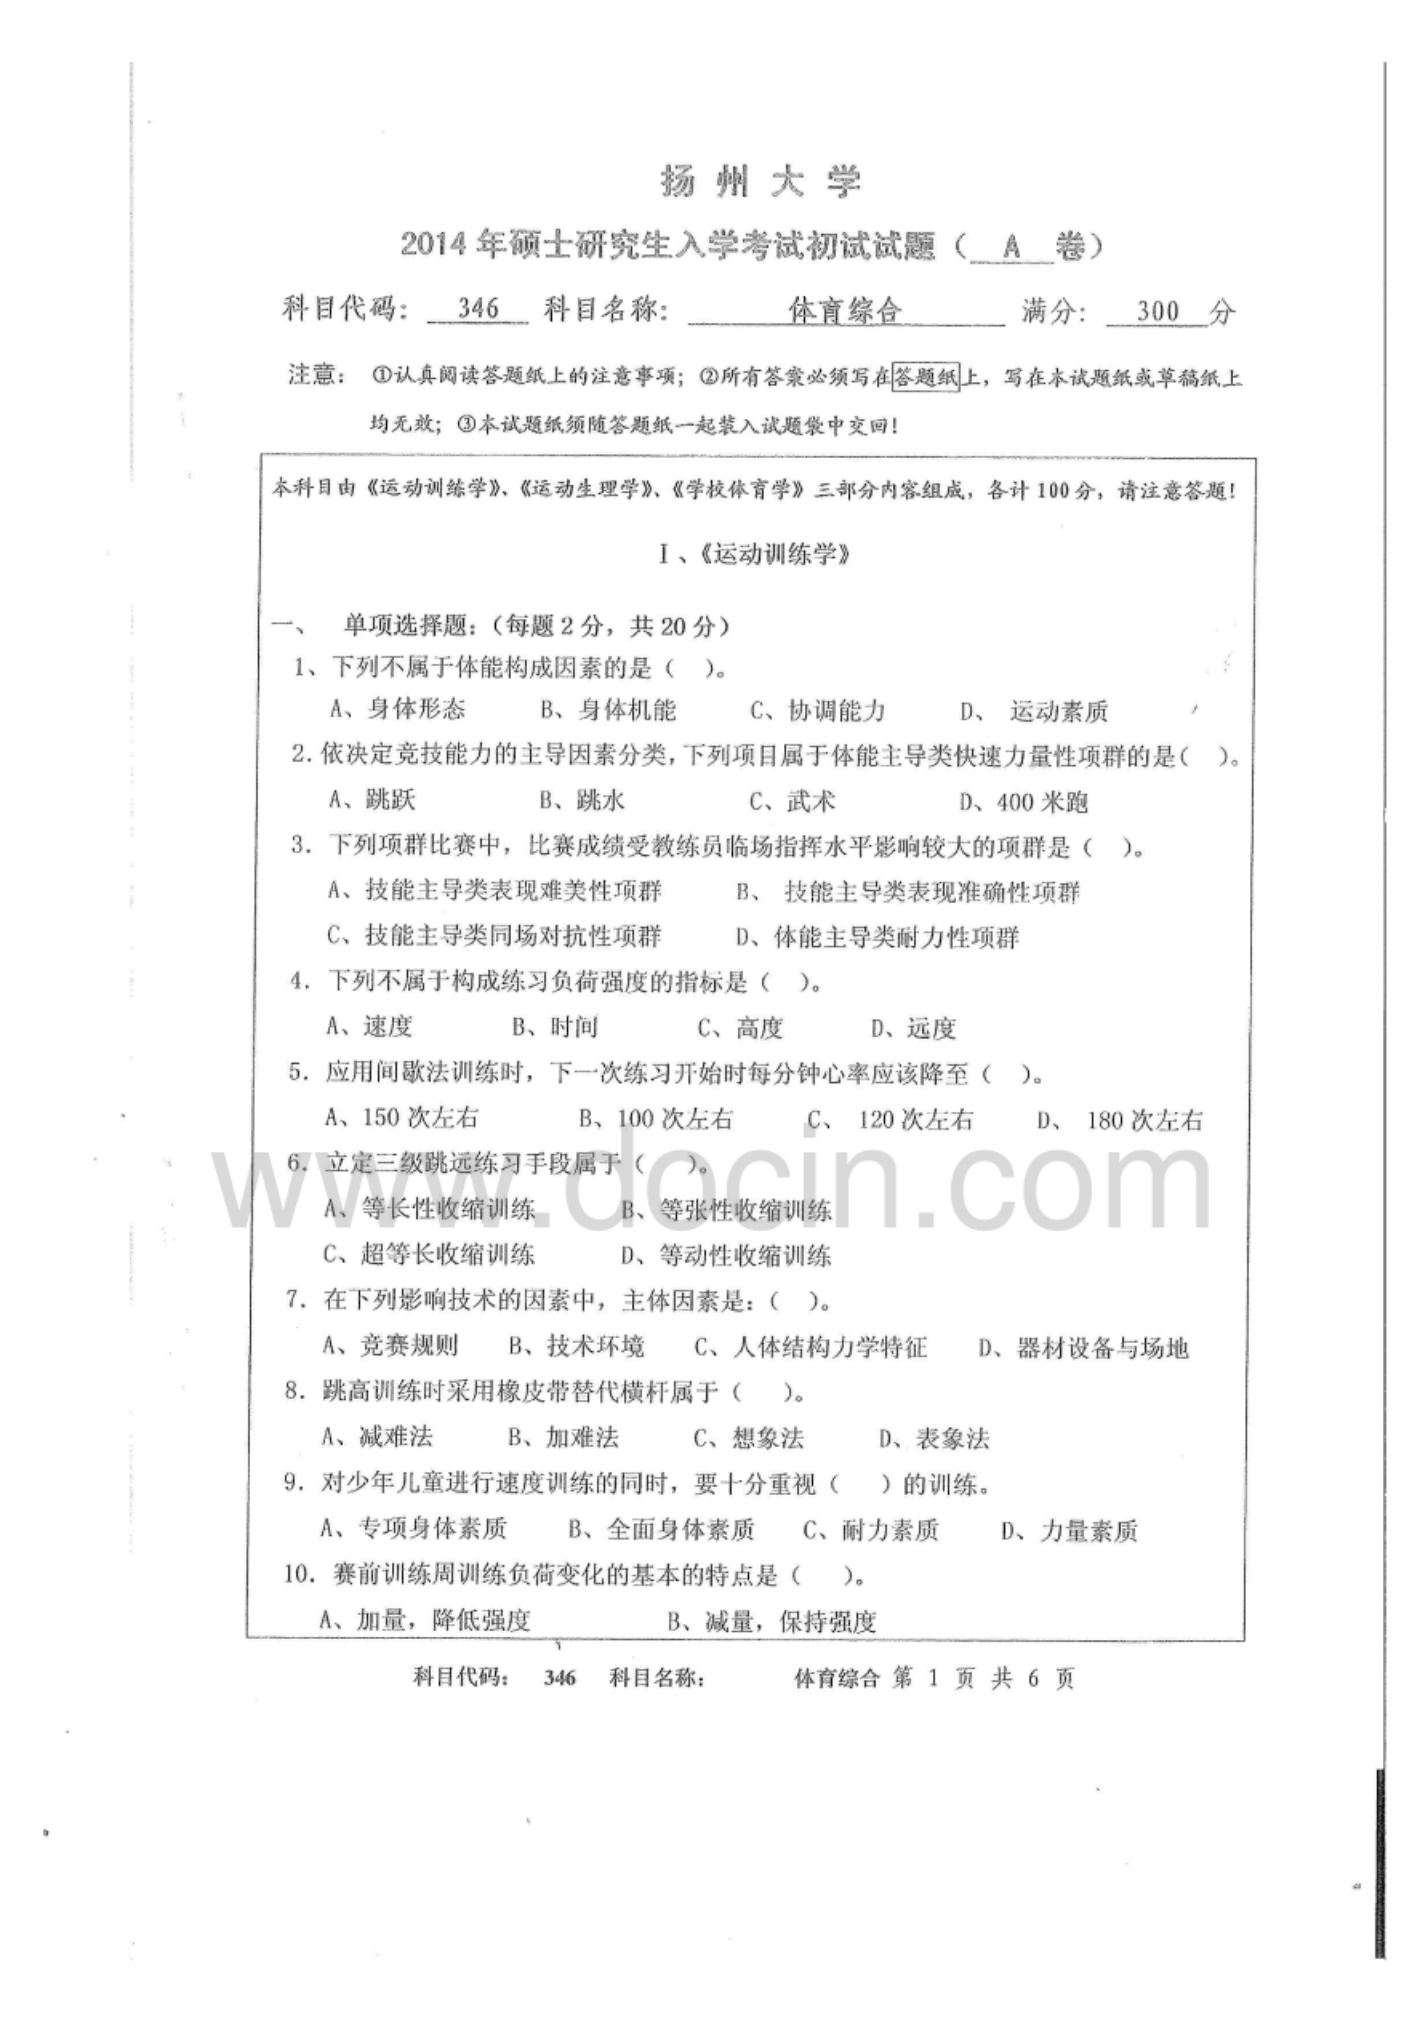 扬 州 大 学
2014 年硕士研究生入学考试初试试题（ A 卷）
科目代码： 346 科目名称： 体育综合 满分： 300 分
注意： ①认真阅读答题纸上的注意事项；②所有答案必须写在答题纸上，写在本试题纸或草稿纸上
均无效；③本试题纸须随答题纸一起装入试题袋中交回！
本科目由《运动训练学》、《运动生理学》、《学校体育学》三部分内容组成，各计 100 分，请注意答题！
Ⅰ、《运动训练学》
一、 单项选择题：（每题 2 分，共 20 分）
1、下列不属于体能构成因素的是（ ）。
A、身体形态 B、身体机能 C、协调能力 D、 运动素质
2. 依决定竞技能力的主导因素分类，下列项目属于体能主导类快速力量性项群的是（ ）。
A、跳跃 B、跳水 C、武术 D、400 米跑
3. 下列项群比赛中，比赛成绩受教练员临场指挥水平影响较大的项群是（ ）。
A、技能主导类表现难美性项群 B、 技能主导类表现准确性项群
C、技能主导类同场对抗性项群 D、体能主导类耐力性项群
4. 下列不属于构成练习负荷强度的指标是（ ）。
A、速度 B、时间 C、高度 D、远度
5. 应用间歇法训练时，下一次练习开始时每分钟心率应该降至（ ）。
A、150 次左右 B、100 次左右 C、 120 次左右 D、 180 次左右
6. 立定三级跳远练习手段属于（ ）。
A、等长性收缩训练 B、等张性收缩训练
C、超等长收缩训练 D、等动性收缩训练
7. 在下列影响技术的因素中，主体因素是：（ ）。
A、竞赛规则 B、技术环境 C、人体结构力学特征 D、器材设备与场地
8. 跳高训练时采用橡皮带替代横杆属于（ ）。
A、减难法 B、加难法 C、想象法 D、表象法
9. 对少年儿童进行速度训练的同时，要十分重视（ ）的训练。
A、专项身体素质 B、全面身体素质 C、耐力素质 D、力量素质
10. 赛前训练周训练负荷变化的基本的特点是（ ）。
A、加量，降低强度 B、减量，保持强度
科目代码： 346 科目名称： 体育综合 第 1 页 共 6 页
www.docin.com